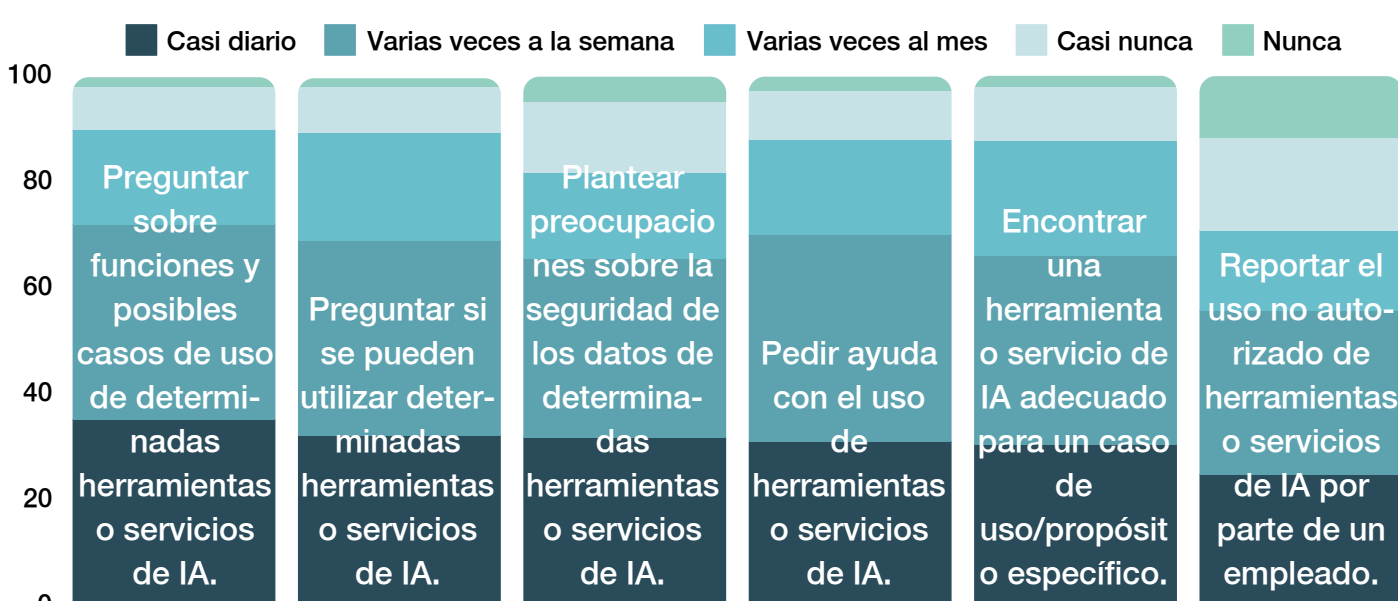 Casi diario Varias veces a la semana Varias veces al mes Casi nunca Nunca
100
80
60
40
20
0
Preguntar
sobre
funciones y
posibles
casos de uso
de determi-
nadas
herramientas
o servicios
de IA.
Preguntar si
se pueden
utilizar deter-
minadas
herramientas
o servicios
de IA.
Plantear
preocupacio
nes sobre la
seguridad de
los datos de
determina-
das
herramientas
o servicios
de IA.
Pedir ayuda
con el uso
de
herramientas
o servicios
de IA.
Encontrar
una
herramienta
o servicio de
IA adecuado
para un caso
de
uso/propósit
o específico.
Reportar el
uso no auto-
rizado de
herramientas
o servicios
de IA por
parte de un
empleado.